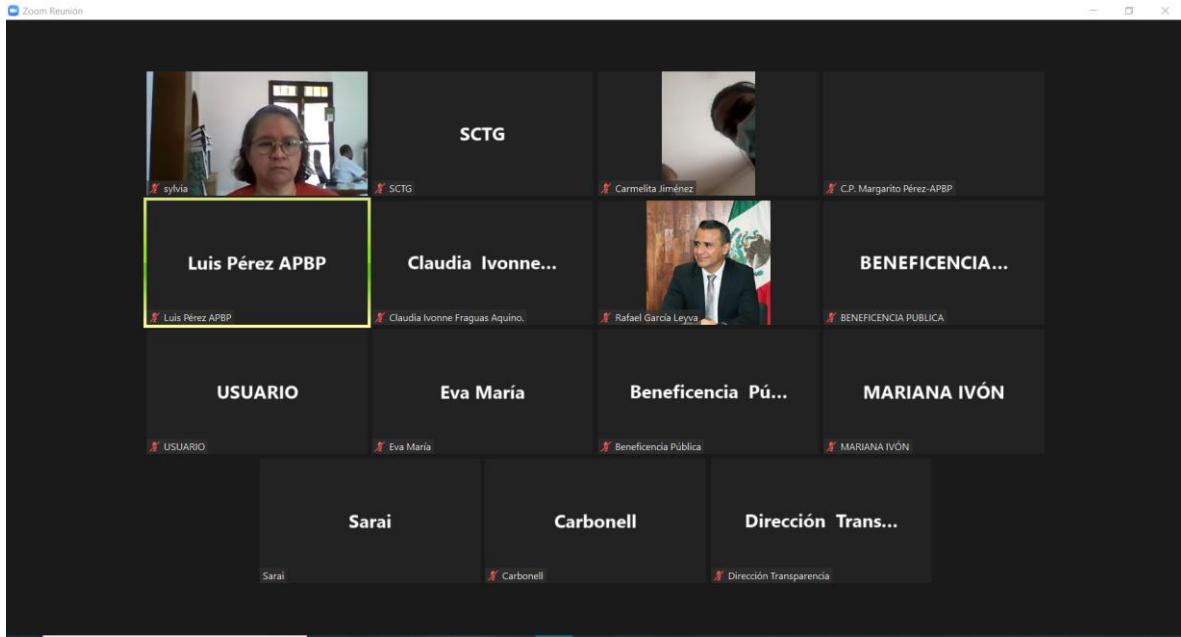 Zoom Reunión
sylvia
SCTG
SCTG
Carmelita Jiménez
C.P. Margarito Pérez-APBP
Luis Pérez APBP
Luis Pérez APBP
Claudia Ivonne...
Claudia Ivonne Fraguas Aquino.
Rafael García Leyva
BENEFICENCIA...
BENEFICENCIA PUBLICA
USUARIO
USUARIO
Eva María
Eva María
Beneficencia Pú...
Beneficencia Pública
MARIANA IVÓN
MARIANA IVÓN
Sarai
Sarai
Carbonell
Carbonell
Dirección Trans...
Dirección Transparencia